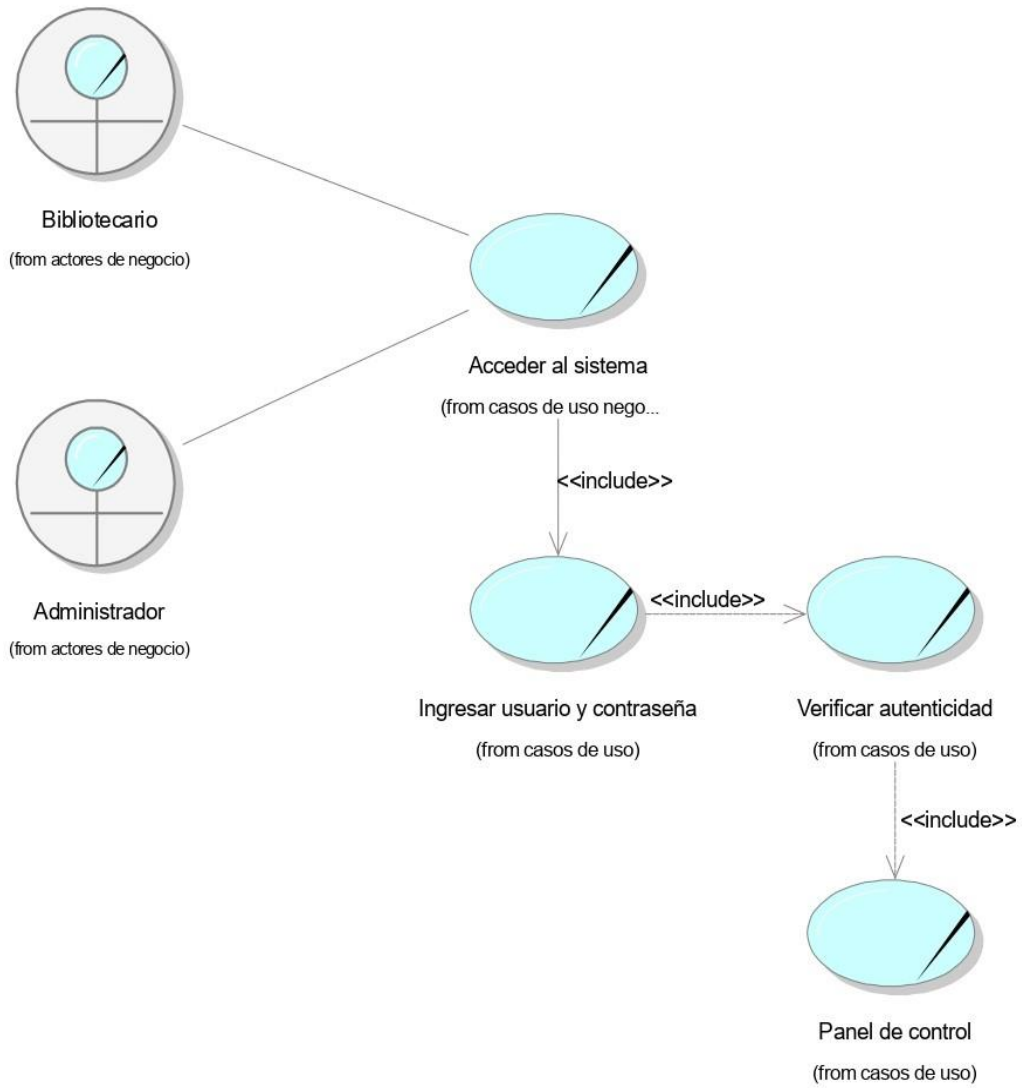 Bibliotecario
(from actores de negocio)
Acceder al sistema
(from casos de uso nego...
<<include>>
Administrador
(from actores de negocio)
<<include>>
Ingresar usuario y contraseña
(from casos de uso)
Verificar autenticidad
(from casos de uso)
<<include>>
Panel de control
(from casos de uso)